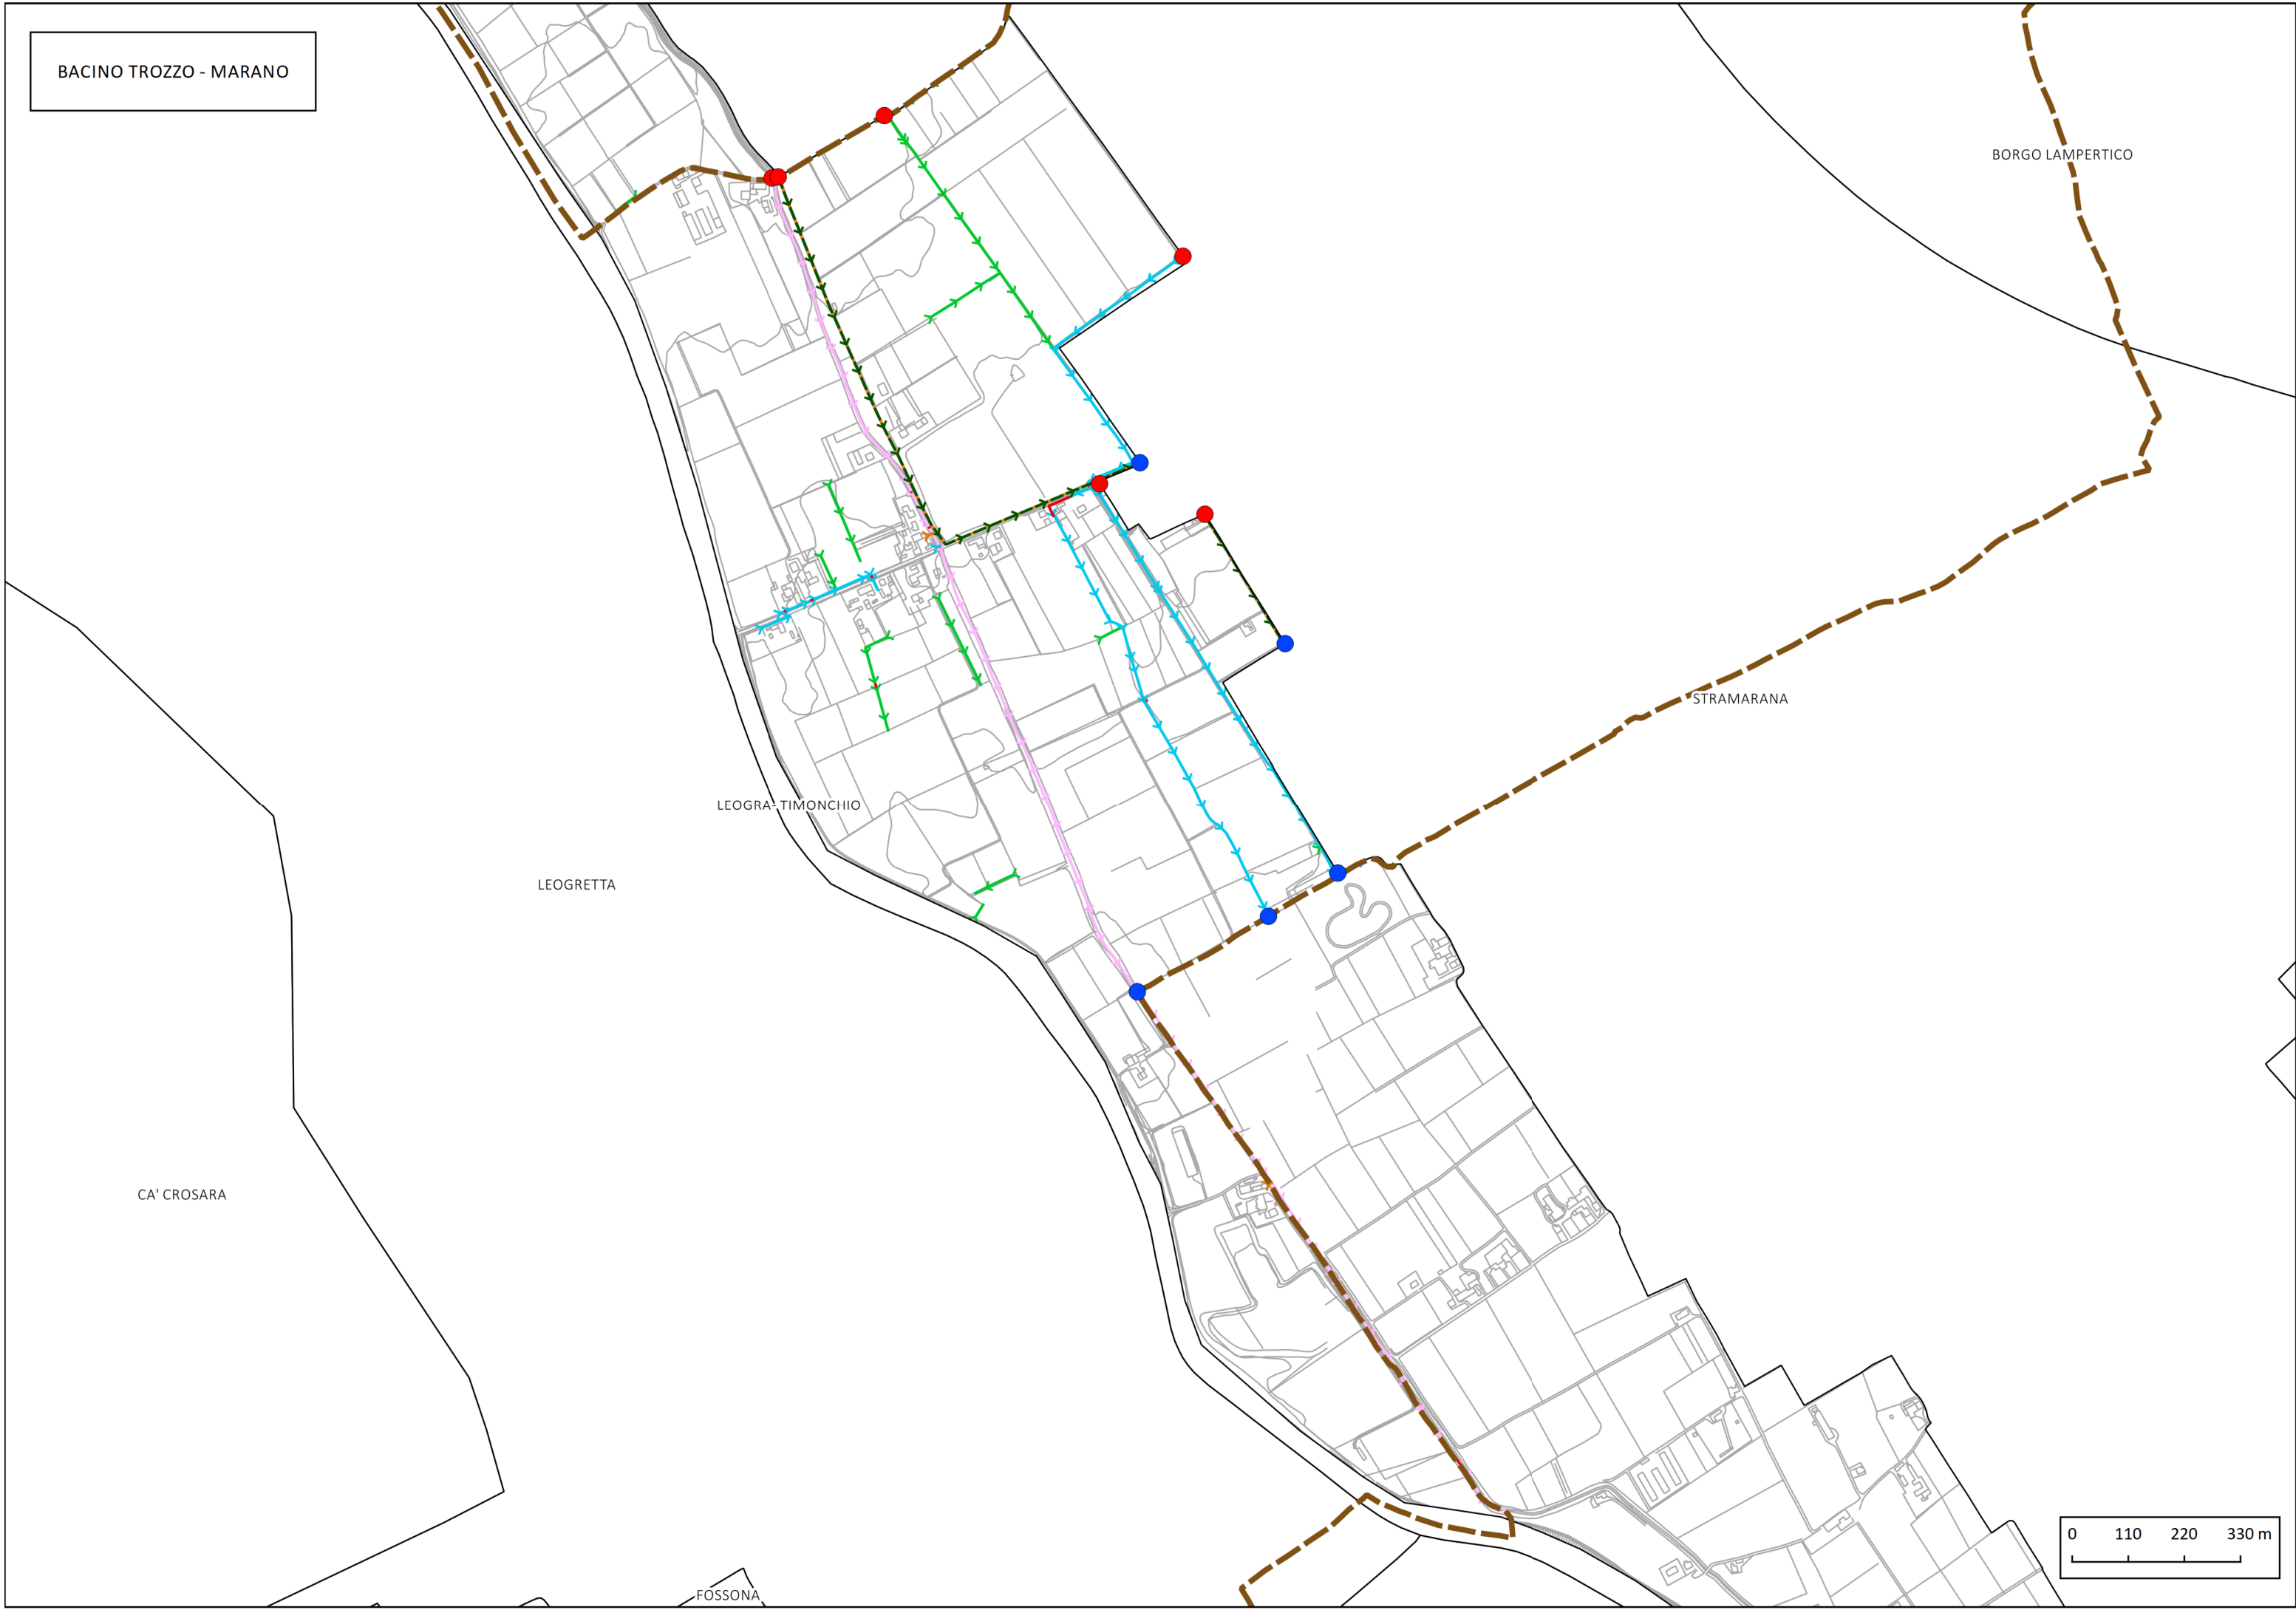 BACINO TROZZO - MARANO
BORGO LAMPERTICO
STRAMARANA
LEOGRA-TIMONCHIO
LEOGRETTA
CA' CROSARA
0 110 220 330 m
FOSSONA